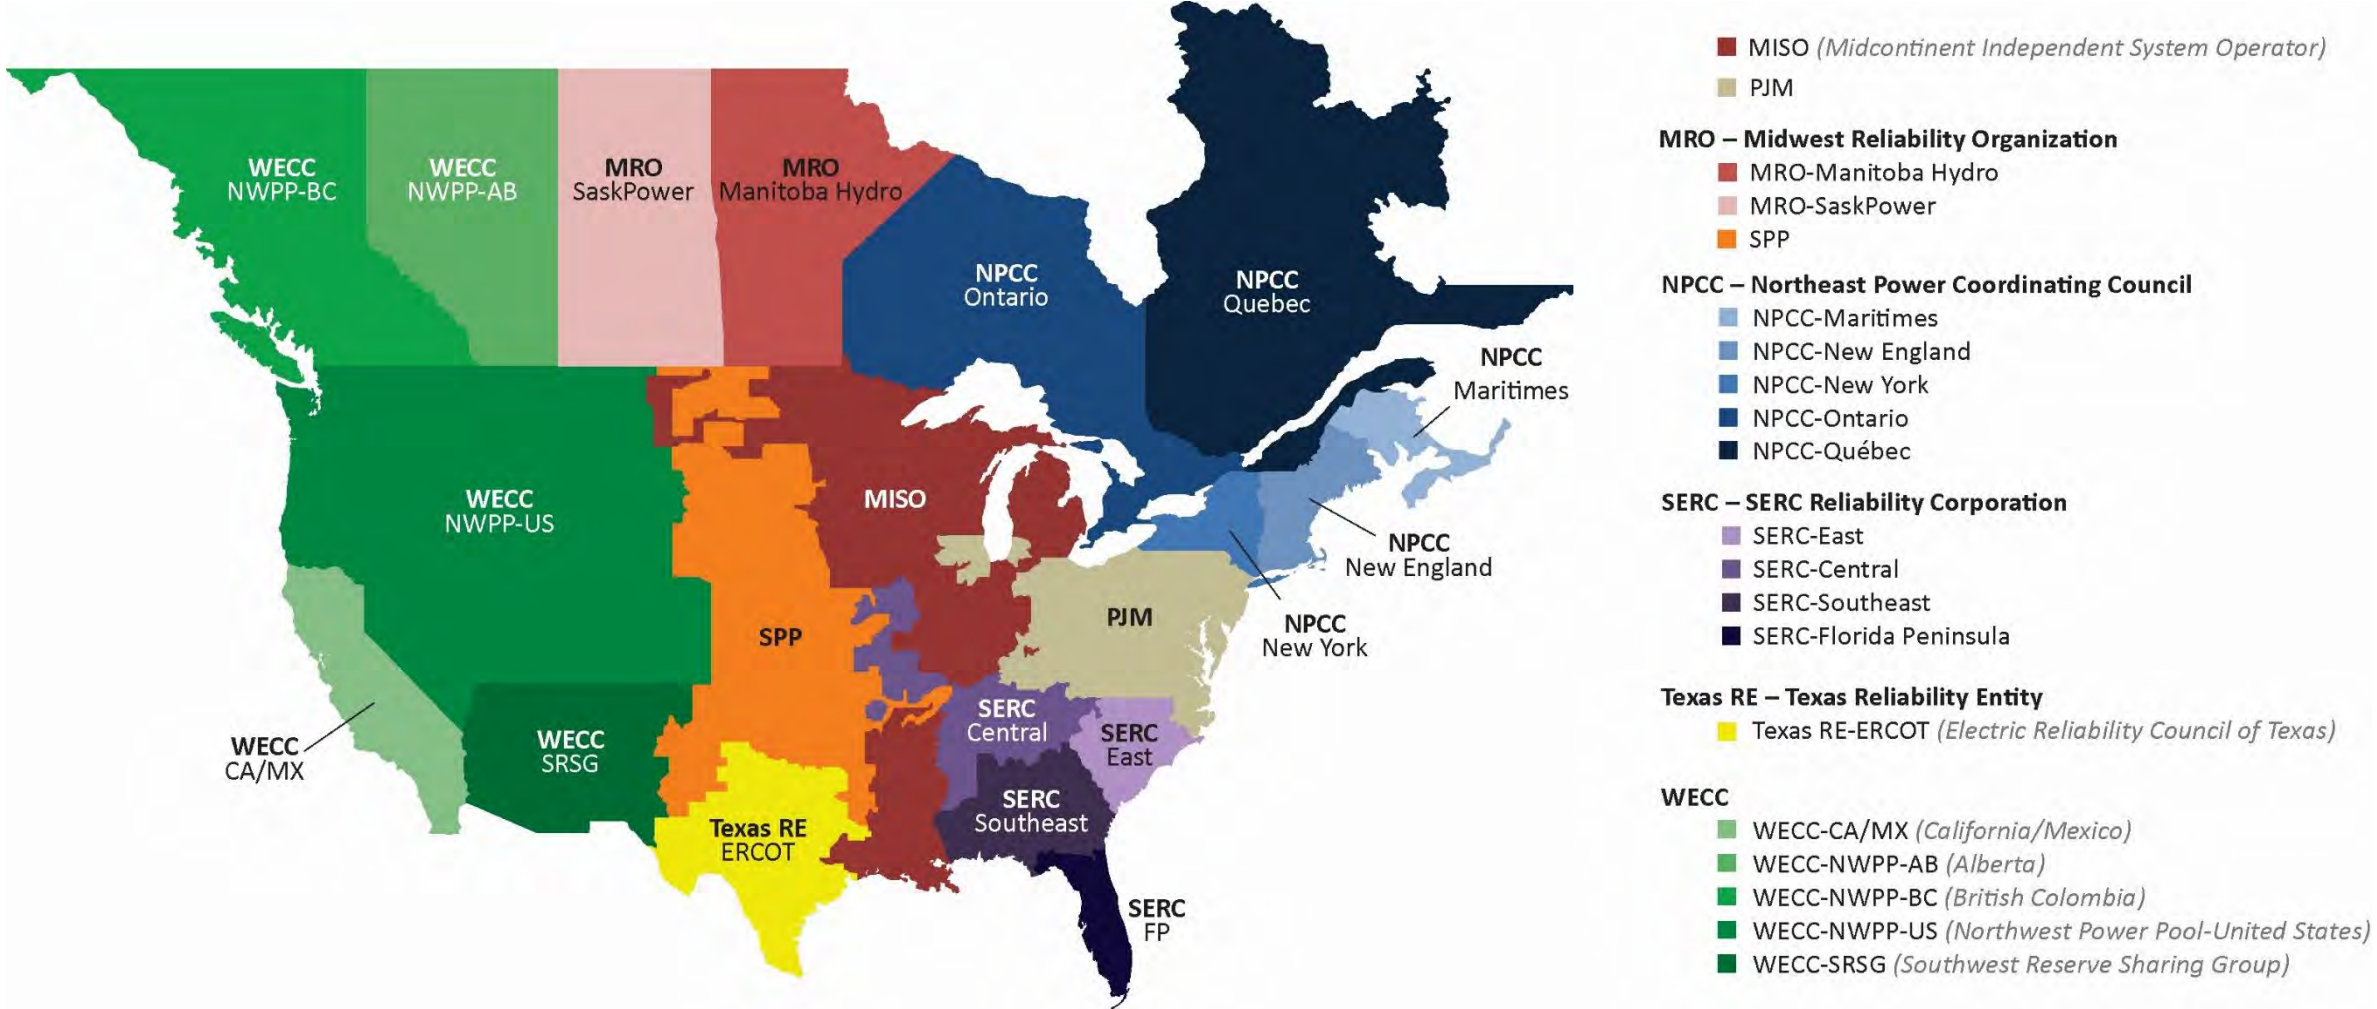 WECC
NWPP-BC
WECC
NWPP-AB
MRO
SaskPower
MRO
Manitoba Hydro
NPCC
Ontario
NPCC
Quebec
NPCC
Maritimes
WECC
NWPP-US
MISO
NPCC
New England
SPP
PJM
NPCC
New York
WECC
CA/MX
WECC
SRSG
SERC
Central
SERC
East
SERC
Southeast
Texas RE
ERCOT
SERC
FP
MISO (Midcontinent Independent System Operator)
PJM
MRO – Midwest Reliability Organization
MRO-Manitoba Hydro
MRO-SaskPower
SPP
NPCC – Northeast Power Coordinating Council
NPCC-Maritimes
NPCC-New England
NPCC-New York
NPCC-Ontario
NPCC-Québec
SERC – SERC Reliability Corporation
SERC-East
SERC-Central
SERC-Southeast
SERC-Florida Peninsula
Texas RE – Texas Reliability Entity
Texas RE-ERCOT (Electric Reliability Council of Texas)
WECC
WECC-CA/MX (California/Mexico)
WECC-NWPP-AB (Alberta)
WECC-NWPP-BC (British Colombia)
WECC-NWPP-US (Northwest Power Pool-United States)
WECC-SRSG (Southwest Reserve Sharing Group)